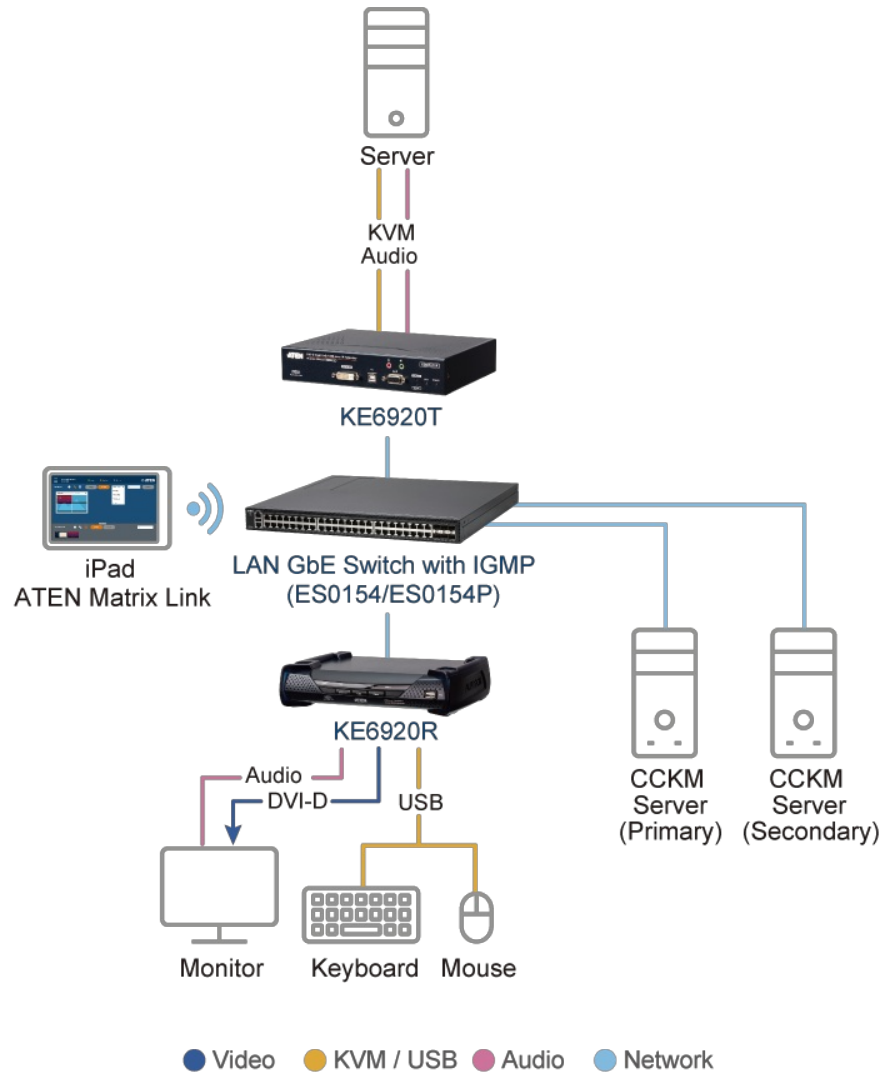 Server
KVM
Audio
ATEN
KE6920T
iPad
ATEN Matrix Link
LAN GbE Switch with IGMP
(ES0154/ES0154P)
KE6920R
Audio
DVI-D
USB
CCKM
Server
(Primary)
CCKM
Server
(Secondary)
Monitor
Keyboard
Mouse
Video
KVM / USB
Audio
Network